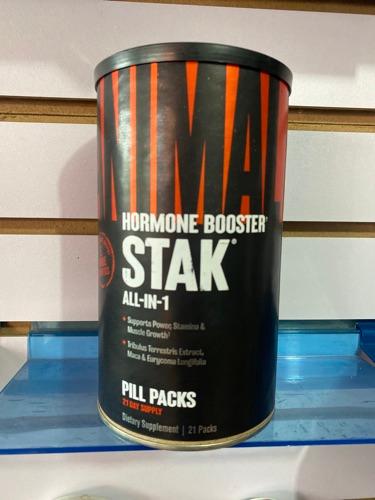 ANIMAL
HORMONE BOOSTER®
STAK®
ALL-IN-1
• Supports Power, Stamina &
Muscle Growth†
• Tribulus Terrestris Extract,
Maca & Eurycoma Longifolia
PILL PACKS
21 DAY SUPPLY
Dietary Supplement | 21 Packs